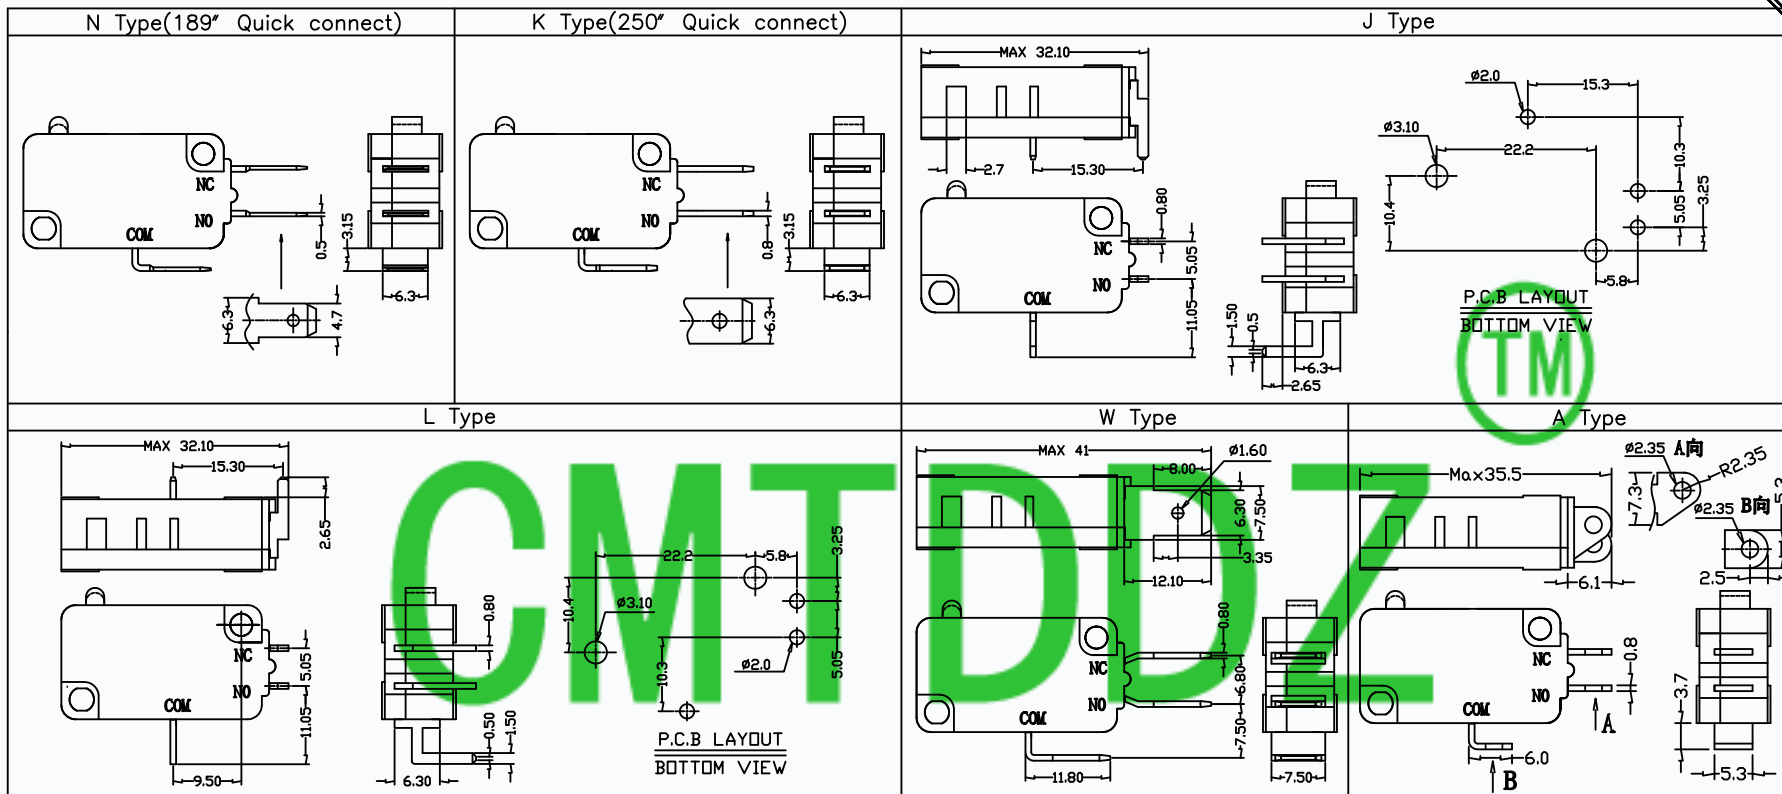 N Type(189″ Quick connect)
NC
NO
COM
0.5
3.15
6.3
6.3
4.7
K Type(250″ Quick connect)
NC
NO
COM
0.8
3.15
6.3
6.3
J Type
MAX 32.10
2.7
15.30
NC
NO
COM
0.80
5.05
11.05
1.50
0.5
6.3
2.65
ø2.0
15.3
ø3.10
22.2
10.3
10.4
5.05
3.25
5.8
P.C.B LAYOUT
BOTTOM VIEW
TM
L Type
MAX 32.10
15.30
2.65
NC
NO
COM
5.05
11.05
9.50
0.80
0.50
1.50
6.30
22.2
5.8
3.25
10.4
ø3.10
10.3
ø2.0
5.05
P.C.B LAYOUT
BOTTOM VIEW
CMTDDZ
W Type
MAX 41
8.00
ø1.60
6.30
7.50
3.35
12.10
NC
NO
COM
0.80
6.80
7.50
11.80
7.50
A Type
Max35.5
6.1
ø2.35
A向
R2.35
7.3
ø2.35
B向
5.3
2.5
NC
NO
COM
0.8
A
6.0
B
3.7
5.3